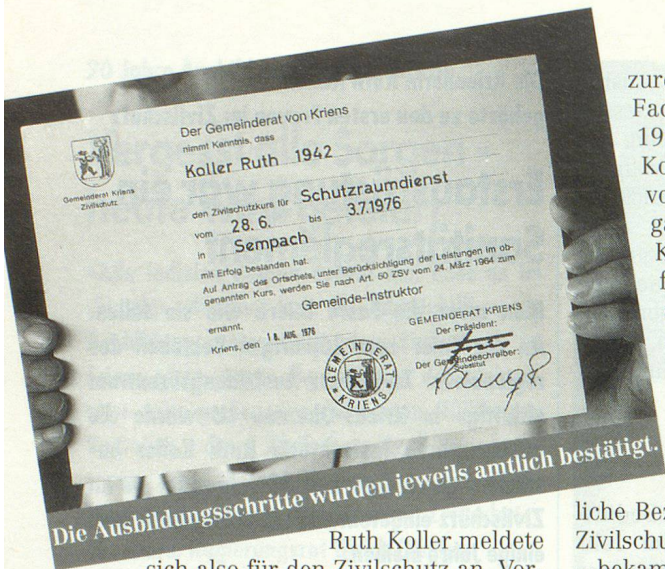 Der Gemeinderat von Kriens
nimmt Kenntnis, dass
Gemeinderat Kriens
Zivilschutz
Koller Ruth 1942
den Zivilschutzkurs für Schutzraumdienst
vom 28. 6. bis 3.7.1976
in Sempach
mit Erfolg bestanden hat.
Auf Antrag des Ortschefs, unter Berücksichtigung der Leistungen im ob-
genannten Kurs, werden Sie nach Art. 50 ZSV vom 24. März 1964 zum
Gemeinde-Instruktor
ernannt.
Kriens, den 18. AUG. 1976
GEMEINDERAT KRIENS
Der Präsident:
Der Gemeindeschreiber:
Substitut
GEMEINDERAT
KRIENS
Die Ausbildungsschritte wurden jeweils amtlich bestätigt.
Ruth Koller meldete
sich also für den Zivilschutz an. Vor-
zur
Fac
19
Ko
vo
ga
K
f
liche Bez
Zivilschu
bekam